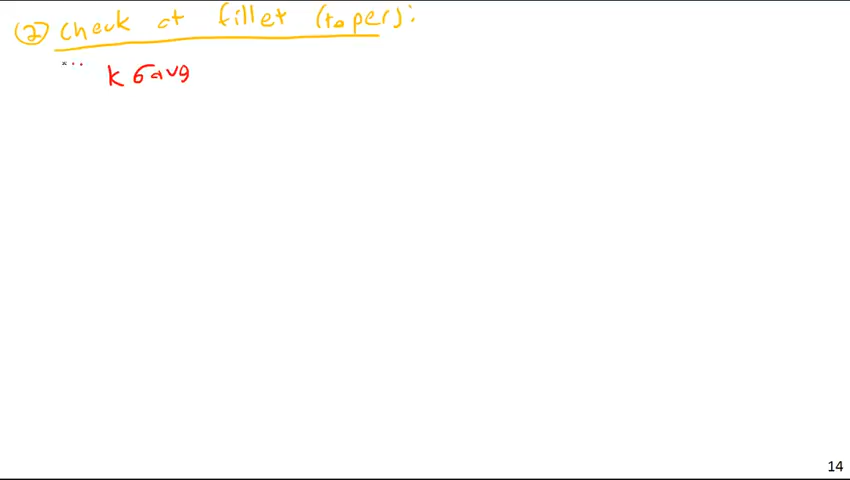 (2) check at fillet (taper):
... k σavg
14